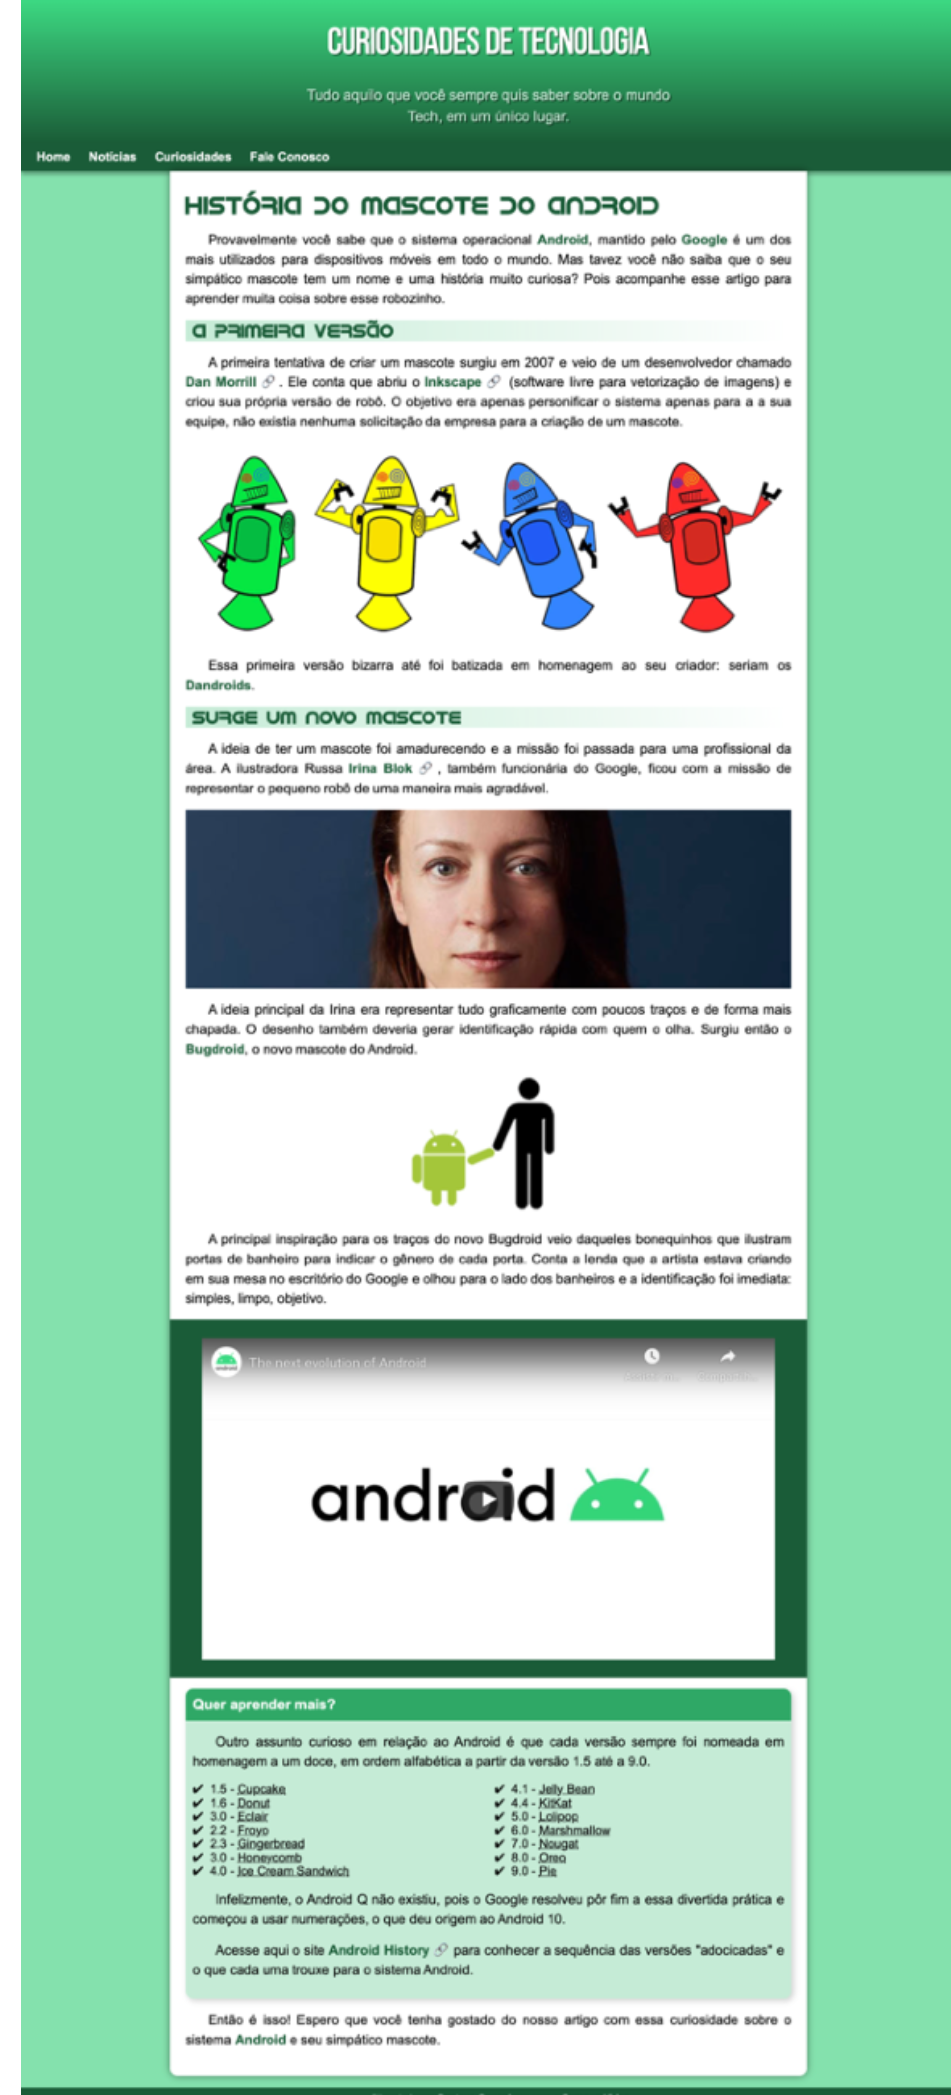 CURIOSIDADES DE TECNOLOGIA
Tudo aquilo que você sempre quis saber sobre o mundo
Tech, em um único lugar.
Home Notícias Curiosidades Fale Conosco
HISTÓRIA DO MASCOTE DO ANDROID
Provavelmente você sabe que o sistema operacional Android, mantido pelo Google é um dos
mais utilizados para dispositivos móveis em todo o mundo. Mas tavez você não saiba que o seu
simpático mascote tem um nome e uma história muito curiosa? Pois acompanhe esse artigo para
aprender muita coisa sobre esse robozinho.
A PRIMEIRA VERSÃO
A primeira tentativa de criar um mascote surgiu em 2007 e veio de um desenvolvedor chamado
Dan Morrill . Ele conta que abriu o Inkscape (software livre para vetorização de imagens) e
criou sua própria versão de robô. O objetivo era apenas personificar o sistema apenas para a a sua
equipe, não existia nenhuma solicitação da empresa para a criação de um mascote.
Essa primeira versão bizarra até foi batizada em homenagem ao seu criador: seriam os
Dandroids.
SURGE UM NOVO MASCOTE
A ideia de ter um mascote foi amadurecendo e a missão foi passada para uma profissional da
área. A ilustradora Russa Irina Blok , também funcionária do Google, ficou com a missão de
representar o pequeno robô de uma maneira mais agradável.
A ideia principal da Irina era representar tudo graficamente com poucos traços e de forma mais
chapada. O desenho também deveria gerar identificação rápida com quem o olha. Surgiu então o
Bugdroid, o novo mascote do Android.
A principal inspiração para os traços do novo Bugdroid veio daqueles bonequinhos que ilustram
portas de banheiro para indicar o gênero de cada porta. Conta a lenda que a artista estava criando
em sua mesa no escritório do Google e olhou para o lado dos banheiros e a identificação foi imediata:
simples, limpo, objetivo.
The next evolution of Android
android
Quer aprender mais?
Outro assunto curioso em relação ao Android é que cada versão sempre foi nomeada em
homenagem a um doce, em ordem alfabética a partir da versão 1.5 até a 9.0.
✔ 1.5 - Cupcake
✔ 1.6 - Donut
✔ 3.0 - Eclair
✔ 2.2 - Froyo
✔ 2.3 - Gingerbread
✔ 3.0 - Honeycomb
✔ 4.0 - Ice Cream Sandwich
✔ 4.1 - Jelly Bean
✔ 4.4 - KitKat
✔ 5.0 - Lolipop
✔ 6.0 - Marshmallow
✔ 7.0 - Nougat
✔ 8.0 - Oreo
✔ 9.0 - Pie
Infelizmente, o Android Q não existiu, pois o Google resolveu pôr fim a essa divertida prática e
começou a usar numerações, o que deu origem ao Android 10.
Acesse aqui o site Android History para conhecer a sequência das versões "adocicadas" e
o que cada uma trouxe para o sistema Android.
Então é isso! Espero que você tenha gostado do nosso artigo com essa curiosidade sobre o
sistema Android e seu simpático mascote.